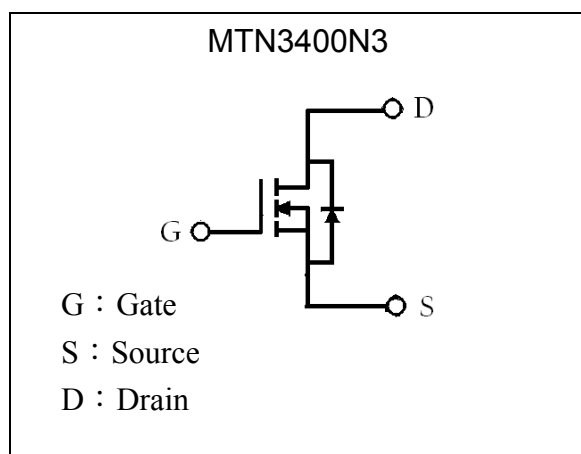 MTN3400N3
D
G
S
G：Gate
S：Source
D：Drain